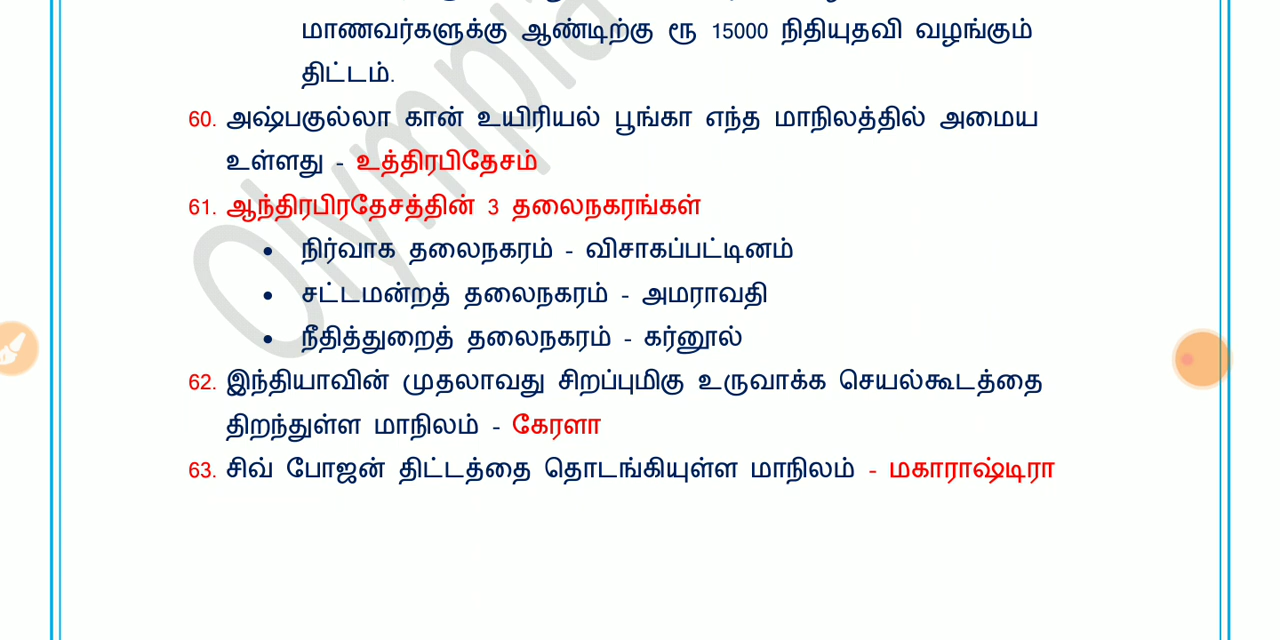 மாணவர்களுக்கு ஆண்டிற்கு ரூ 15000 நிதியுதவி வழங்கும்
திட்டம்.
60. அஷ்பகுல்லா கான் உயிரியல் பூங்கா எந்த மாநிலத்தில் அமைய
உள்ளது - உத்திரபிதேசம்
61. ஆந்திரபிரதேசத்தின் 3 தலைநகரங்கள்
• நிர்வாக தலைநகரம் - விசாகப்பட்டினம்
• சட்டமன்றத் தலைநகரம் - அமராவதி
• நீதித்துறைத் தலைநகரம் - கர்னூல்
62. இந்தியாவின் முதலாவது சிறப்புமிகு உருவாக்க செயல்கூடத்தை
திறந்துள்ள மாநிலம் - கேரளா
63. சிவ் போஜன் திட்டத்தை தொடங்கியுள்ள மாநிலம் - மகாராஷ்டிரா
Olympia